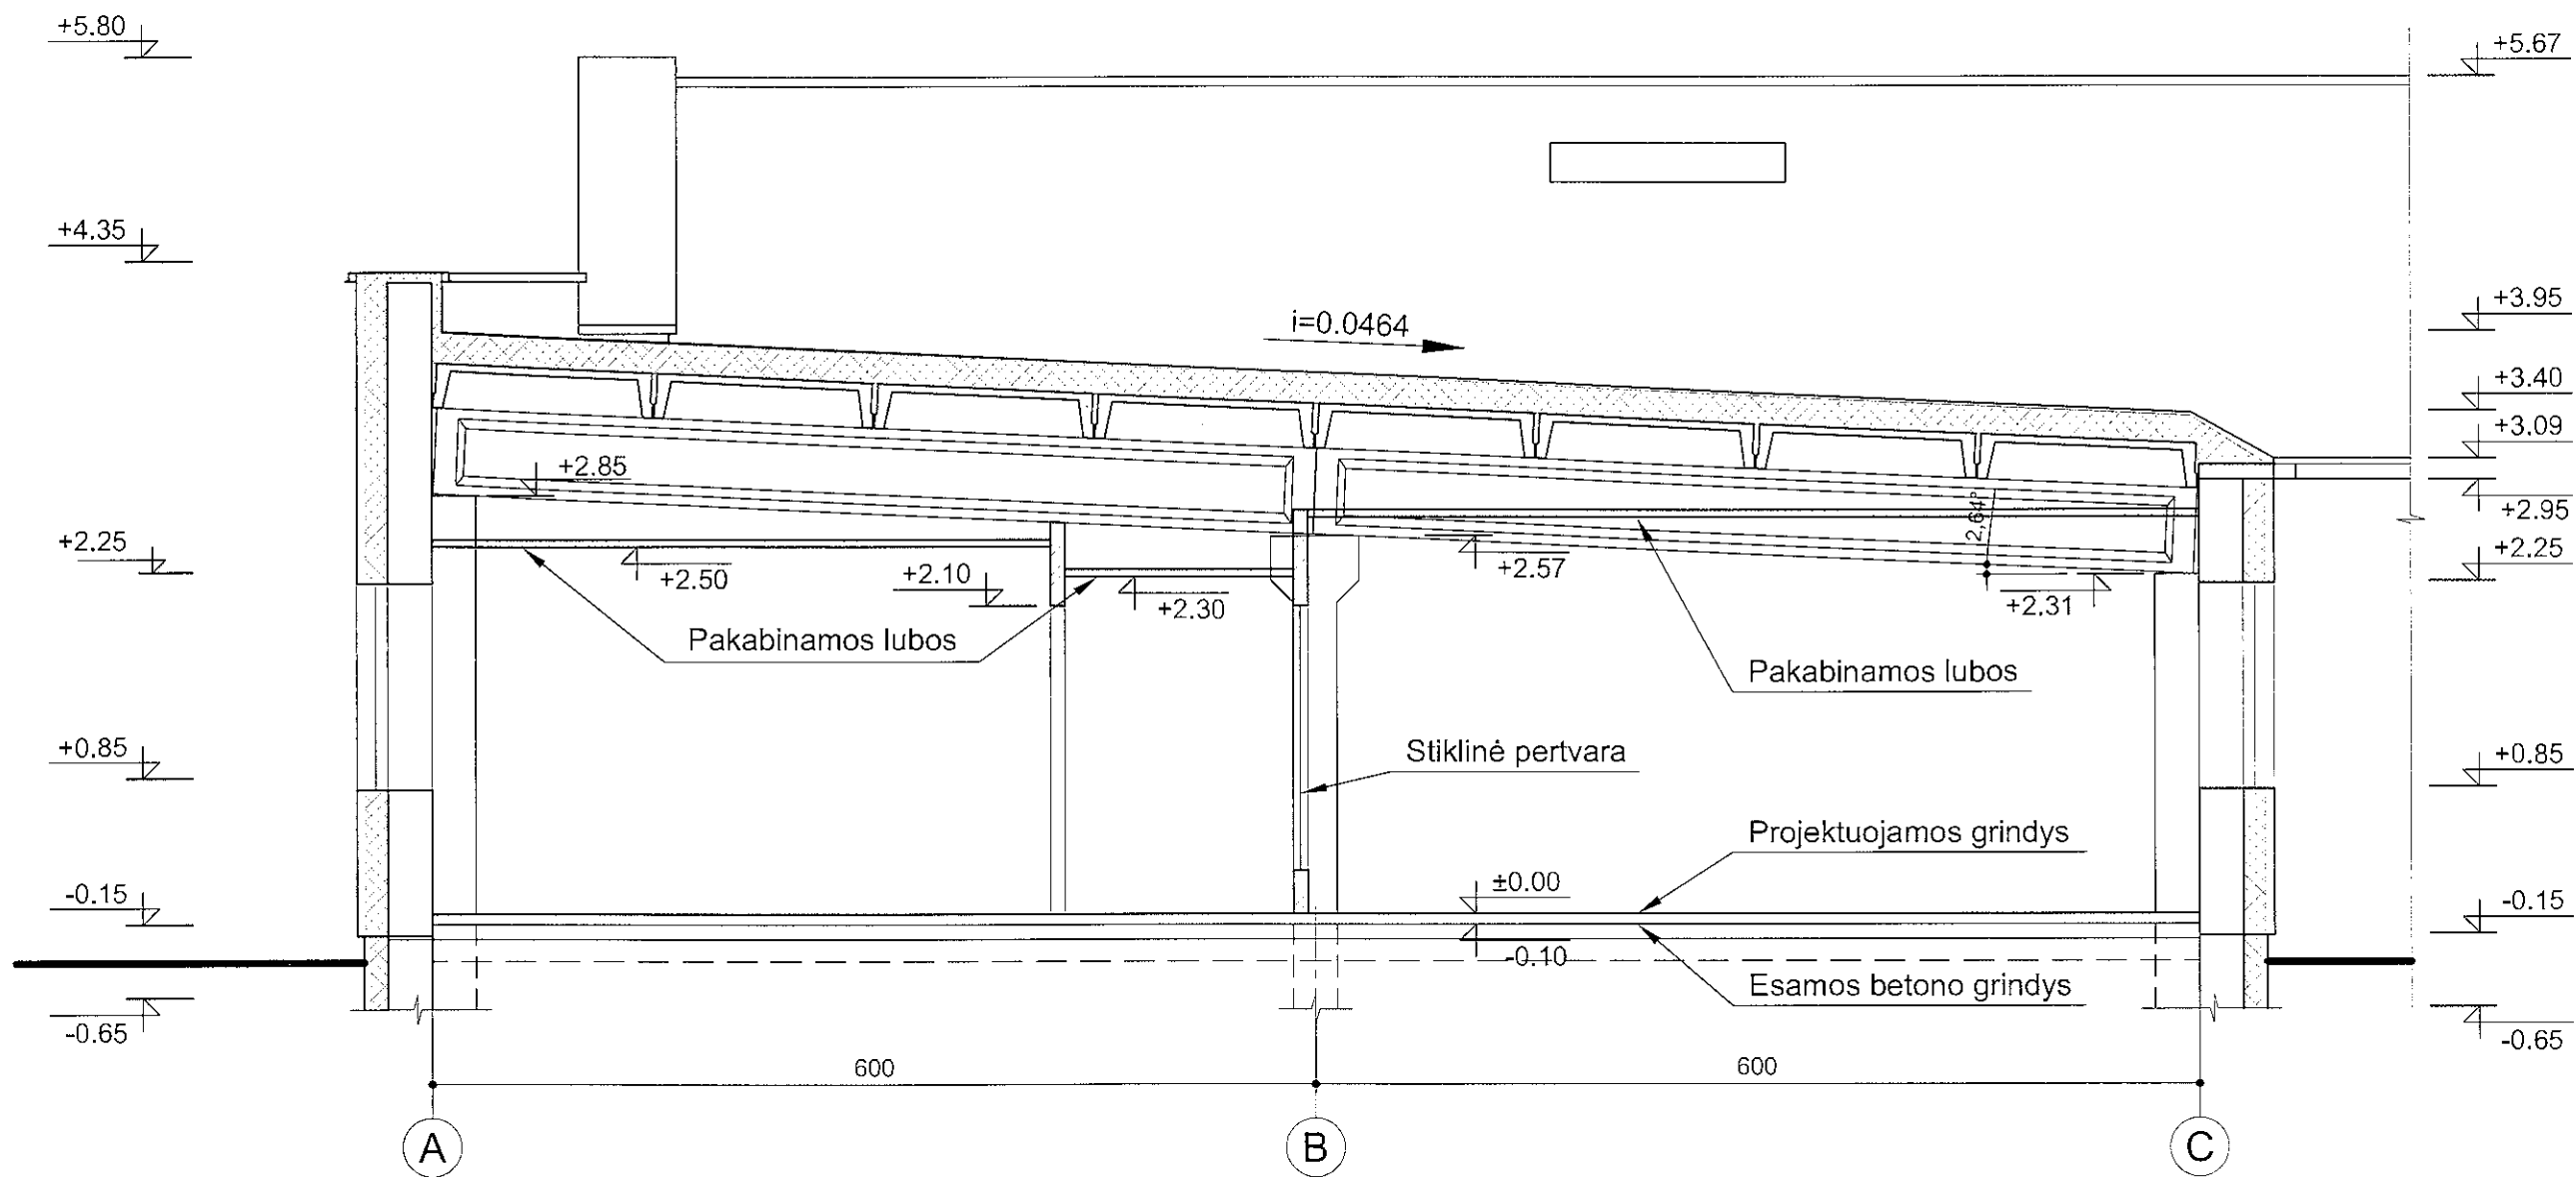 +5.80
+5.67
+4.35
+3.95
i=0.0464
+3.40
+3.09
+2.85
2,64°
+2.95
+2.25
+2.50
+2.10
+2.30
+2.57
+2.31
+2.25
Pakabinamos lubos
Pakabinamos lubos
+0.85
Stiklinė pertvara
+0.85
Projektuojamos grindys
-0.15
±0.00
-0.15
-0.10
Esamos betono grindys
-0.65
-0.65
600
600
A
B
C